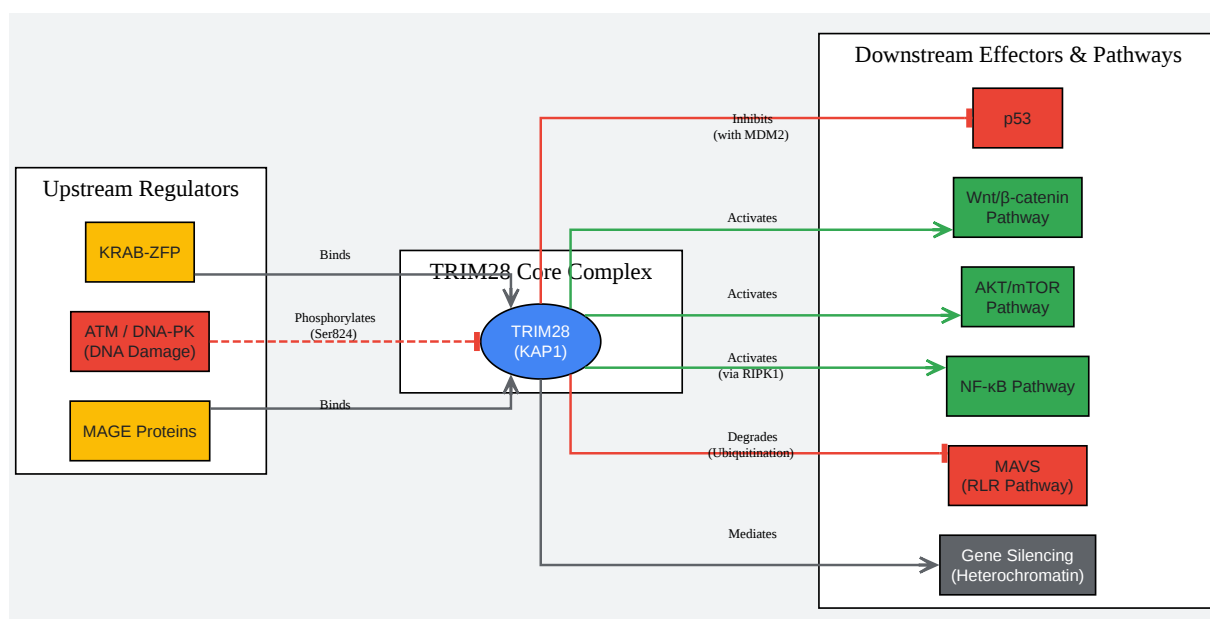 Upstream Regulators
KRAB-ZFP
ATM / DNA-PK
(DNA Damage)
MAGE Proteins
Binds
Phosphorylates
(Ser824)
Binds
TRIM28 Core Complex
TRIM28
(KAP1)
Inhibits
(with MDM2)
Activates
Activates
Activates
(via RIPK1)
Degrades
(Ubiquitination)
Mediates
Downstream Effectors & Pathways
p53
Wnt/β-catenin
Pathway
AKT/mTOR
Pathway
NF-κB Pathway
MAVS
(RLR Pathway)
Gene Silencing
(Heterochromatin)